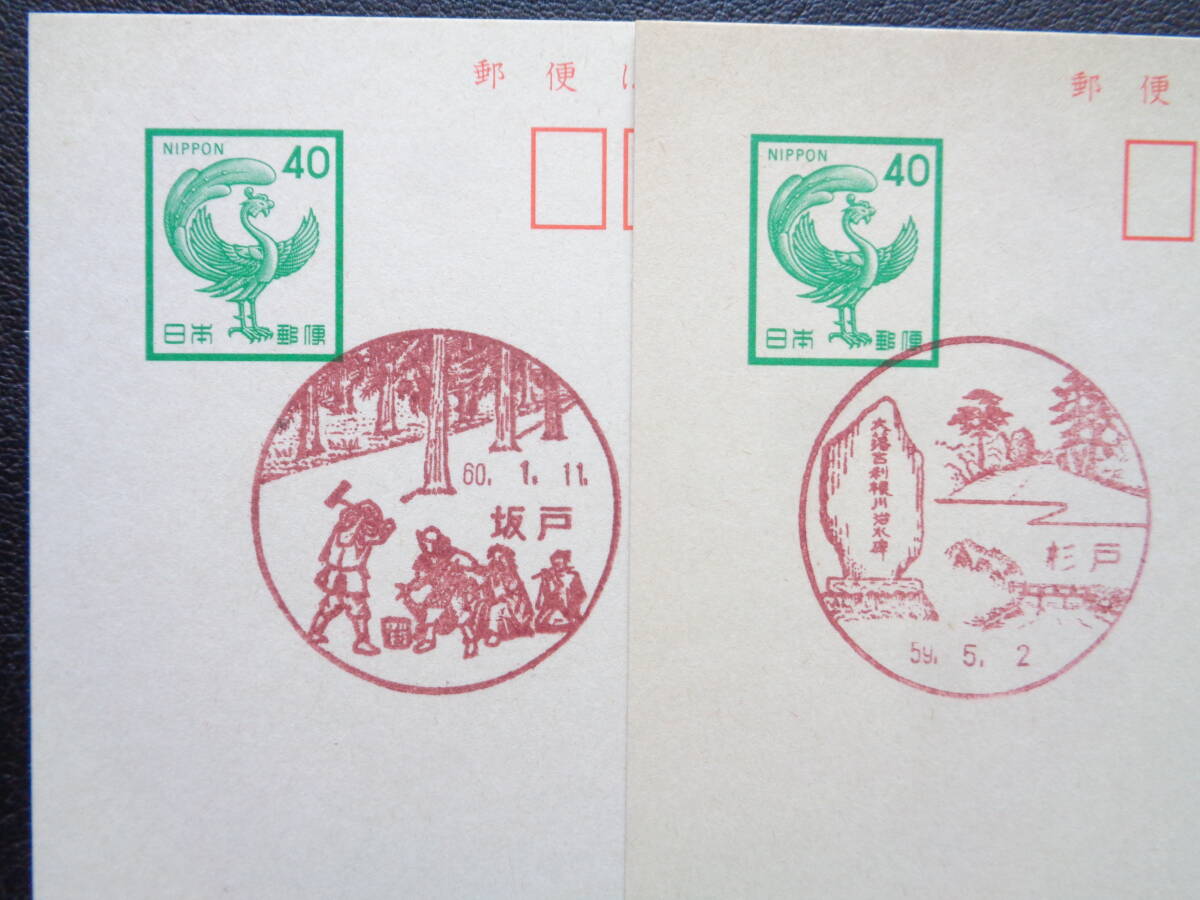 郵便は
NIPPON 40
日本郵便
60. 1. 11.
坂戸
郵便
NIPPON 40
日本郵便
大落古利根川治水碑
杉戸
59. 5. 2